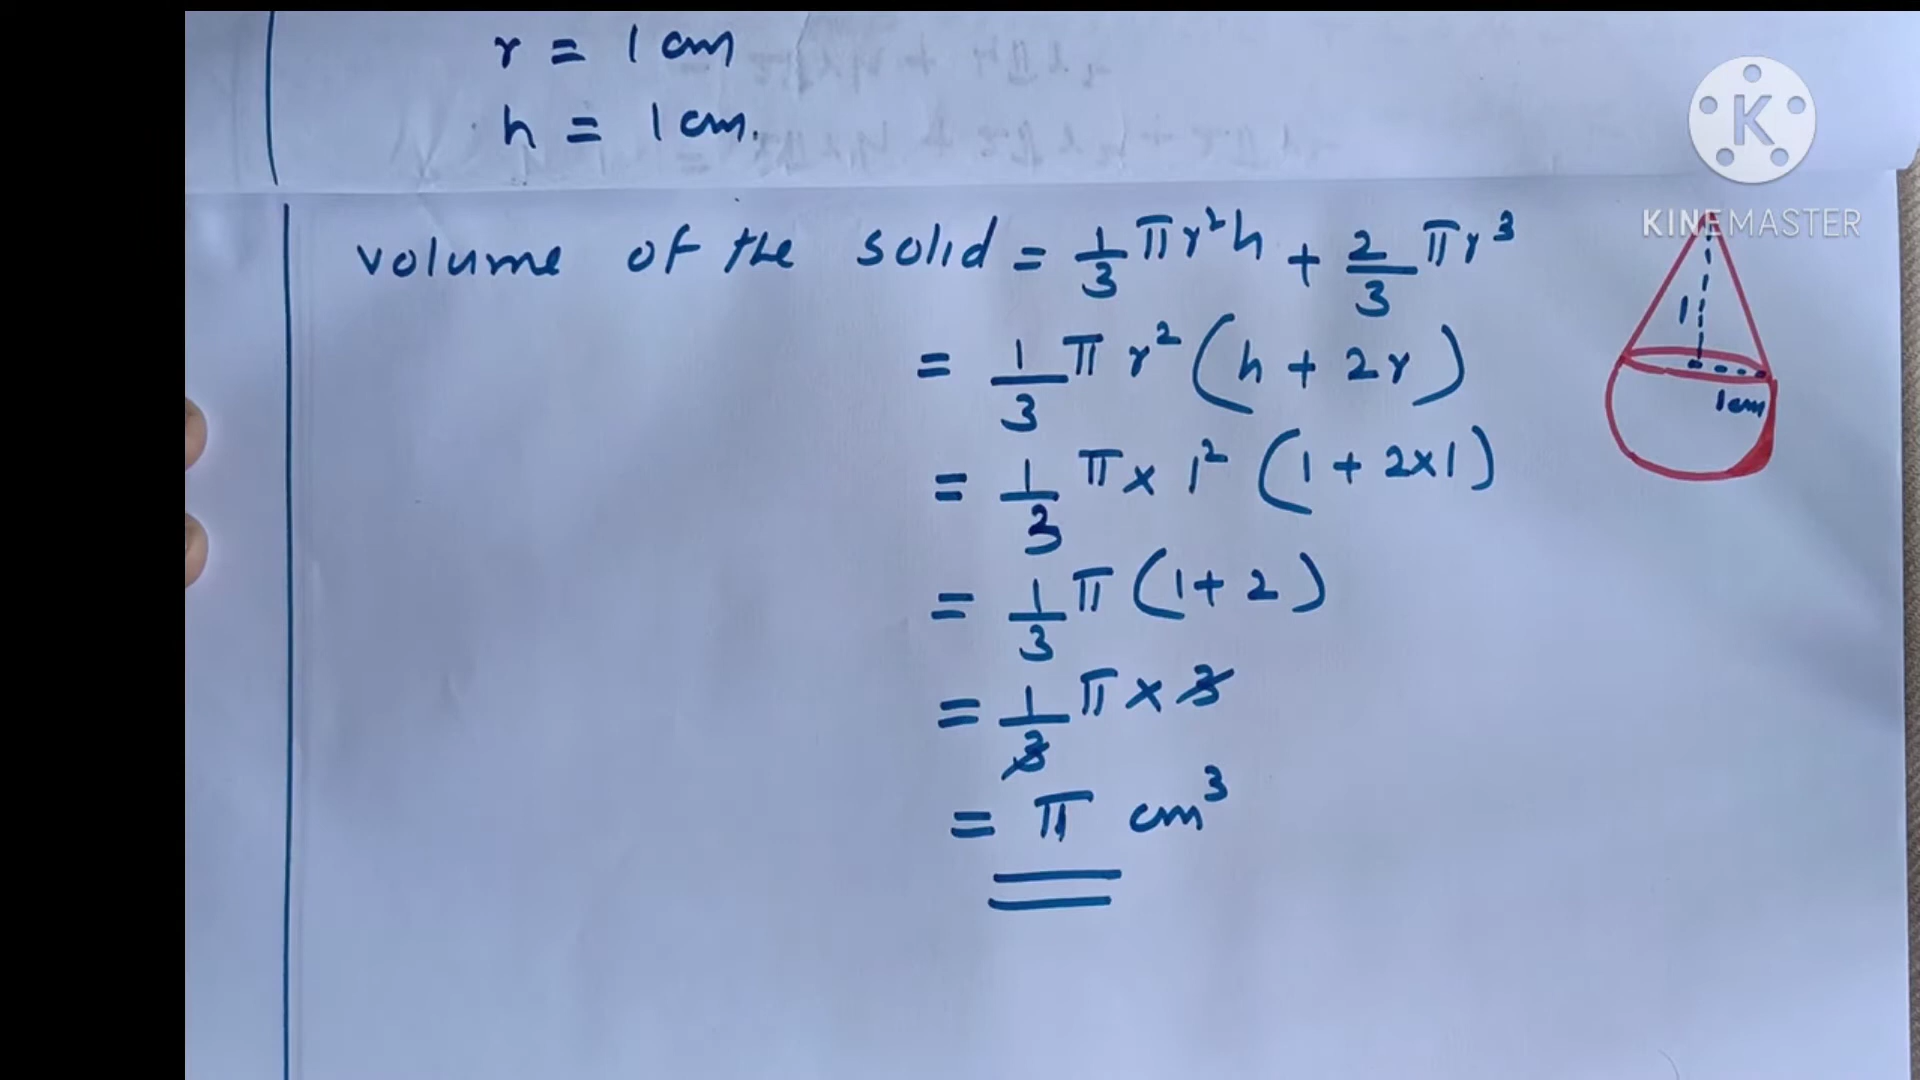 r = 1 cm
h = 1 cm.
K
KINEMASTER
volume of the solid = 1/3 πr²h + 2/3 πr³
= 1/3 π r² (h + 2r)
= 1/3 π × 1² (1 + 2×1)
= 1/3 π (1 + 2)
= 1/3 π × 3
= π cm³
1
1cm